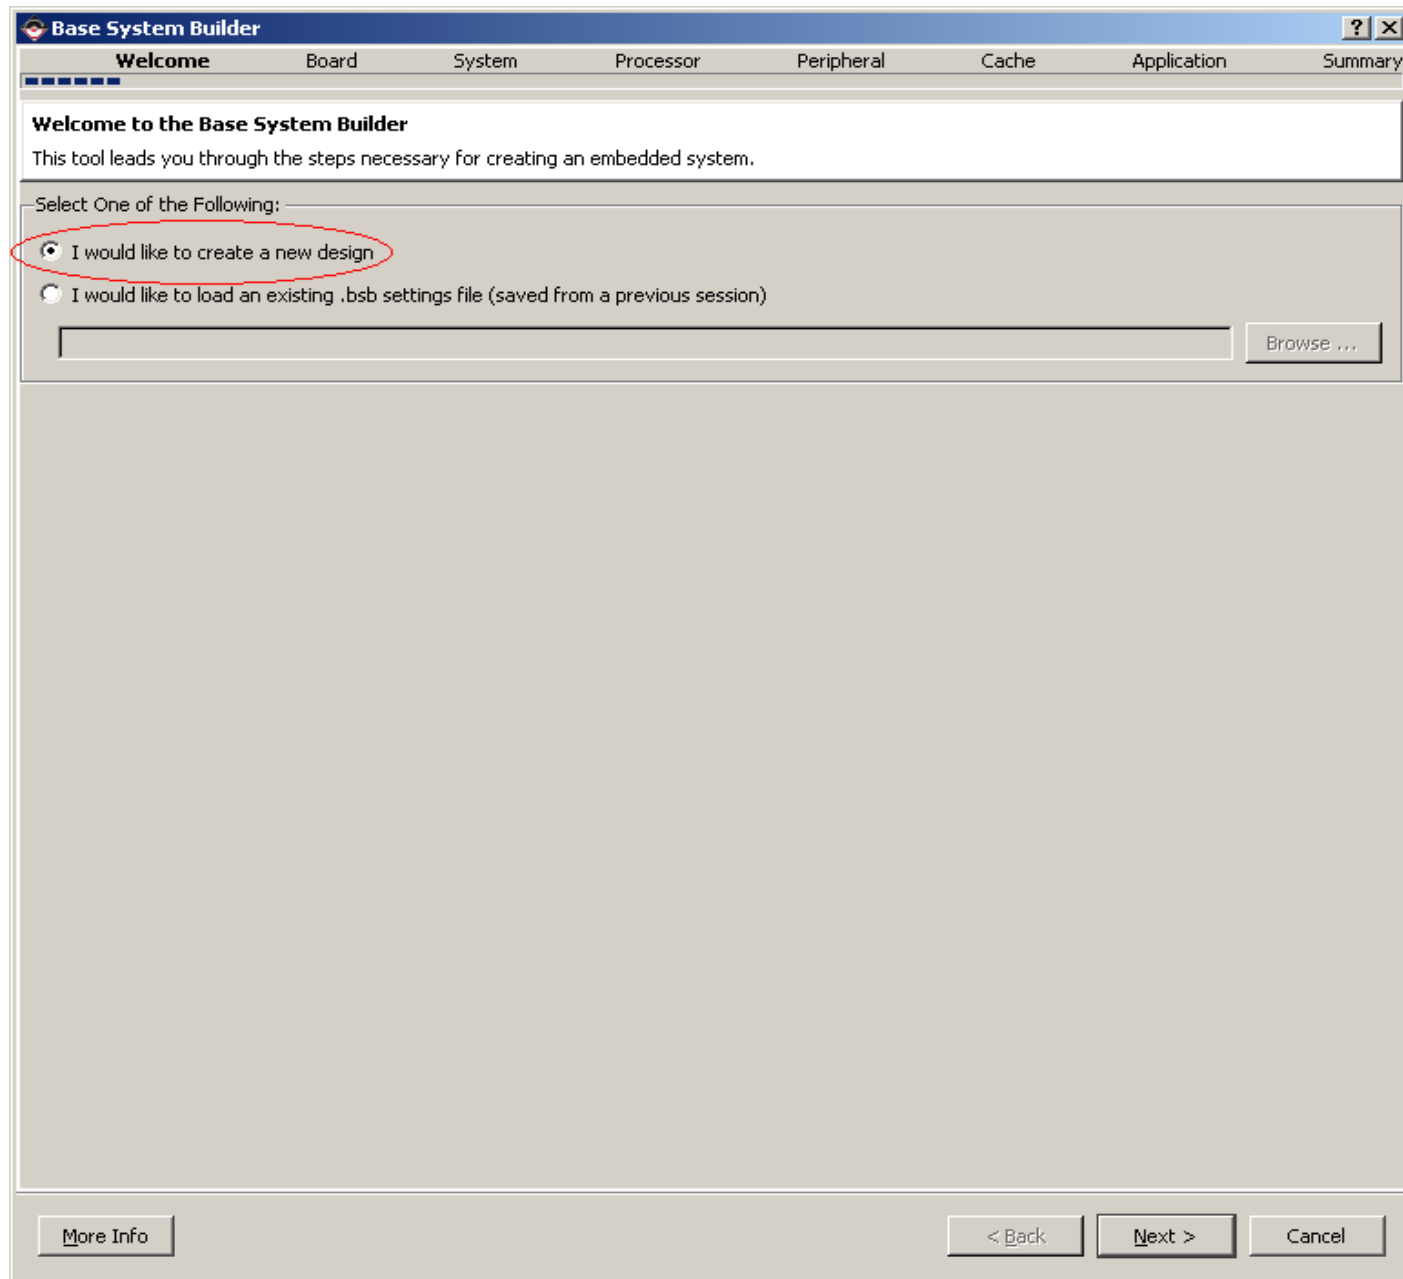 Base System Builder
Welcome Board System Processor Peripheral Cache Application Summary
Welcome to the Base System Builder
This tool leads you through the steps necessary for creating an embedded system.
Select One of the Following:
I would like to create a new design
I would like to load an existing .bsb settings file (saved from a previous session)
Browse ...
More Info < Back Next > Cancel